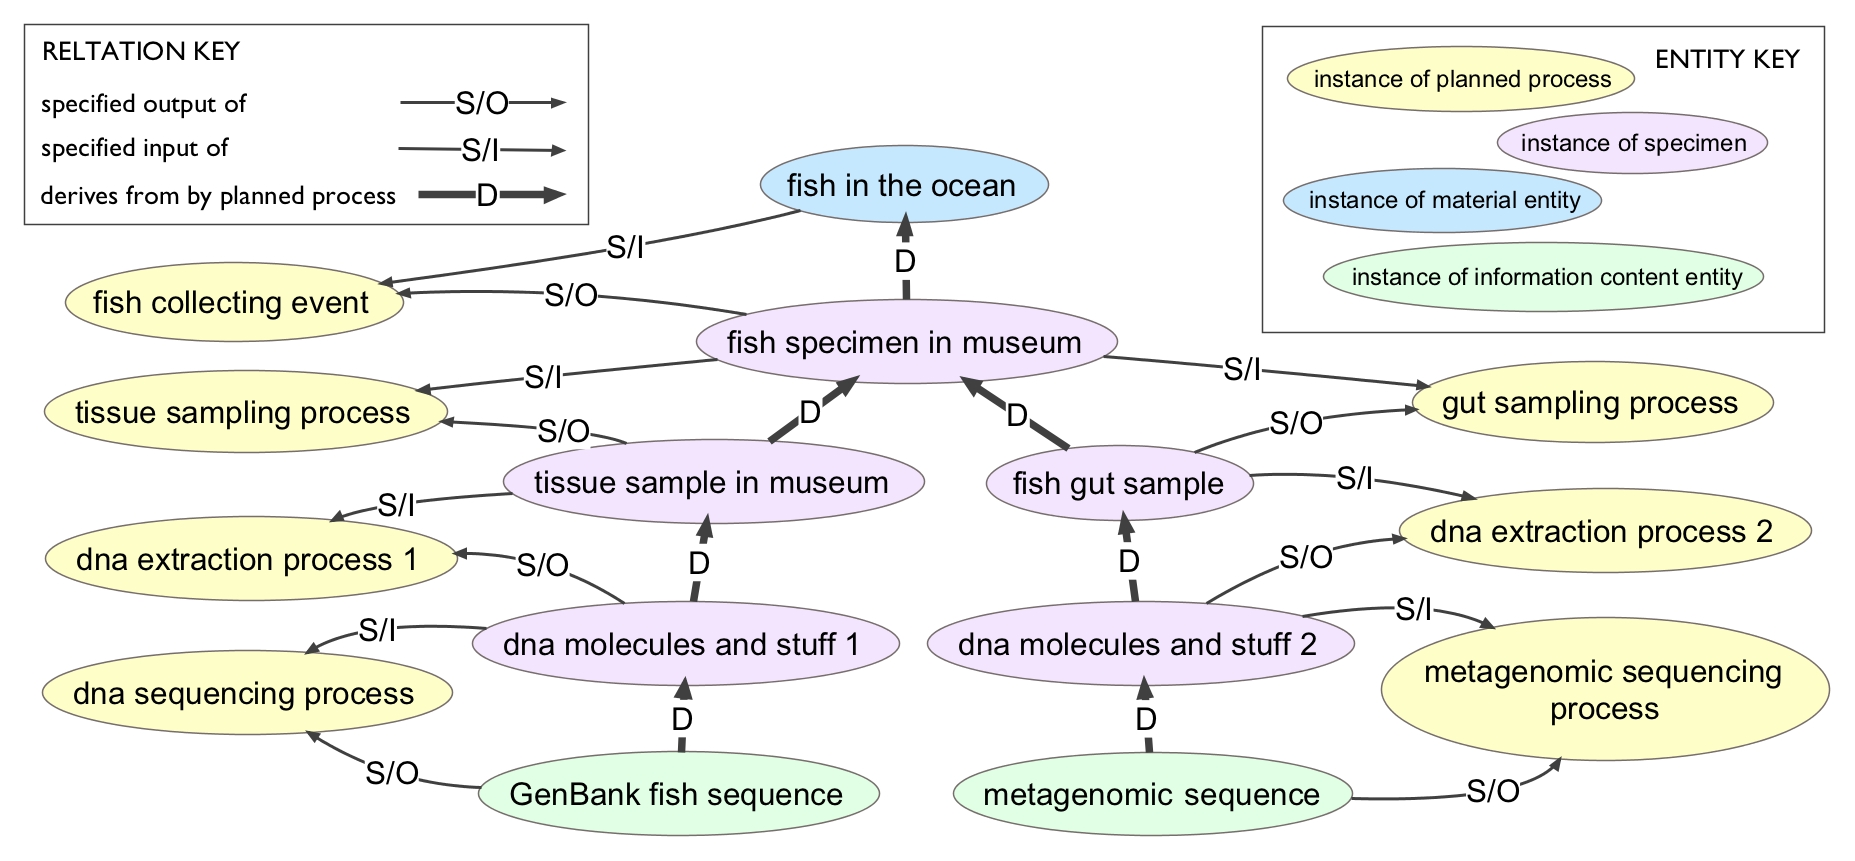 RELTATION KEY
specified output of
S/O
specified input of
S/I
derives from by planned process
D
ENTITY KEY
instance of planned process
instance of specimen
instance of material entity
instance of information content entity
fish in the ocean
S/I
D
fish collecting event
S/O
fish specimen in museum
S/I
S/I
tissue sampling process
D
D
gut sampling process
S/O
S/O
tissue sample in museum
fish gut sample
S/I
S/I
dna extraction process 1
S/O
D
D
S/O
dna extraction process 2
S/I
dna molecules and stuff 1
dna molecules and stuff 2
S/I
dna sequencing process
D
D
metagenomic sequencing
process
S/O
GenBank fish sequence
metagenomic sequence
S/O